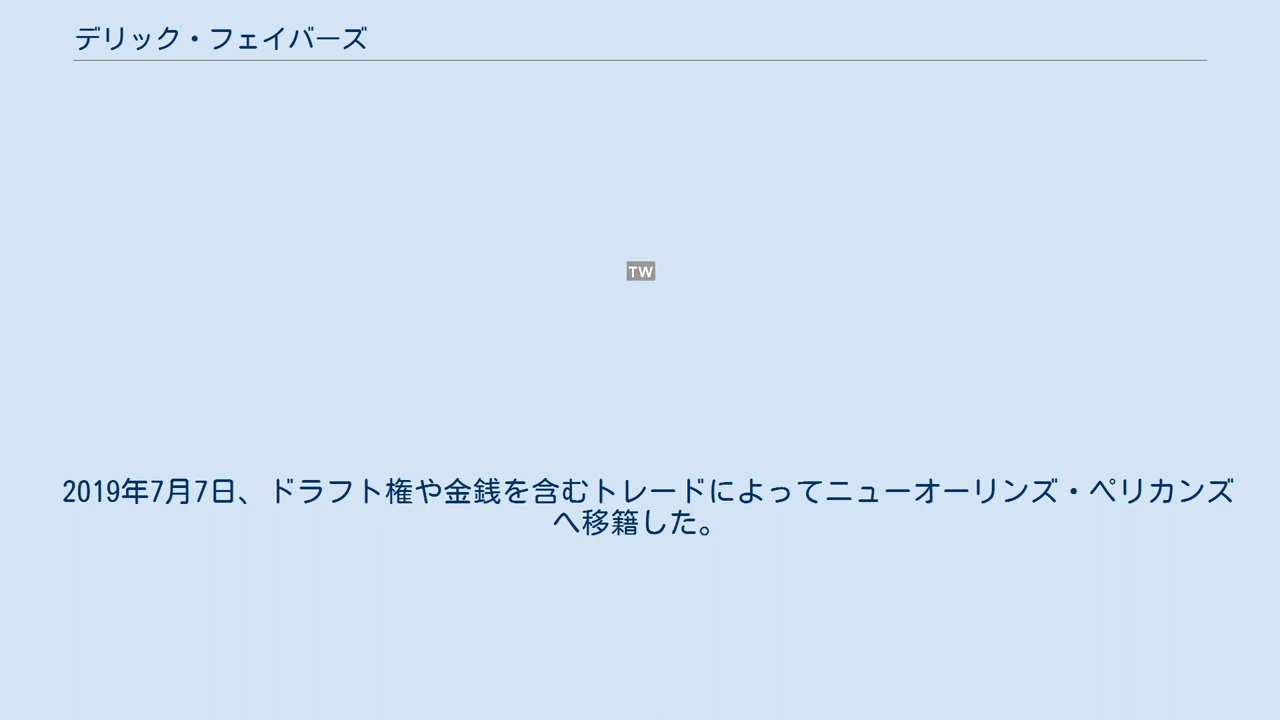 デリック・フェイバーズ
TW
2019年7月7日、ドラフト権や金銭を含むトレードによってニューオーリンズ・ペリカンズ
へ移籍した。